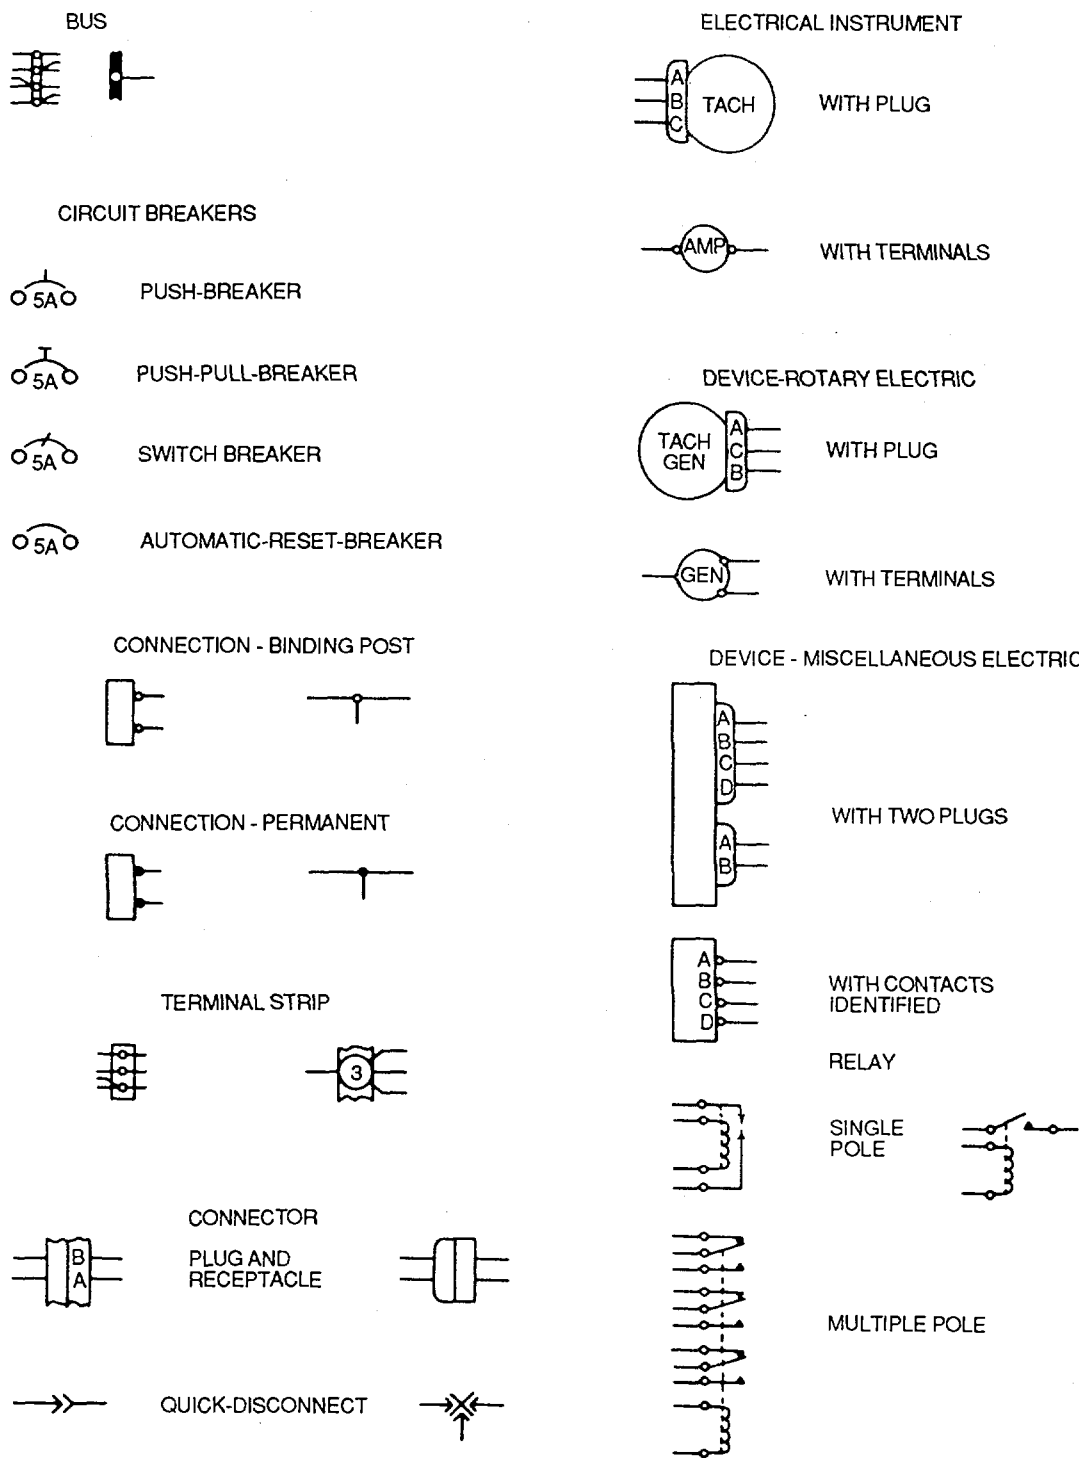 BUS
CIRCUIT BREAKERS
5A
PUSH-BREAKER
5A
PUSH-PULL-BREAKER
5A
SWITCH BREAKER
5A
AUTOMATIC-RESET-BREAKER
CONNECTION - BINDING POST
CONNECTION - PERMANENT
TERMINAL STRIP
3
CONNECTOR
B
A
PLUG AND
RECEPTACLE
QUICK-DISCONNECT
ELECTRICAL INSTRUMENT
A
B
C
TACH
WITH PLUG
AMP
WITH TERMINALS
DEVICE-ROTARY ELECTRIC
TACH
GEN
A
C
B
WITH PLUG
GEN
WITH TERMINALS
DEVICE - MISCELLANEOUS ELECTRIC
A
B
C
D
A
B
WITH TWO PLUGS
A
B
C
D
WITH CONTACTS
IDENTIFIED
RELAY
SINGLE
POLE
MULTIPLE POLE